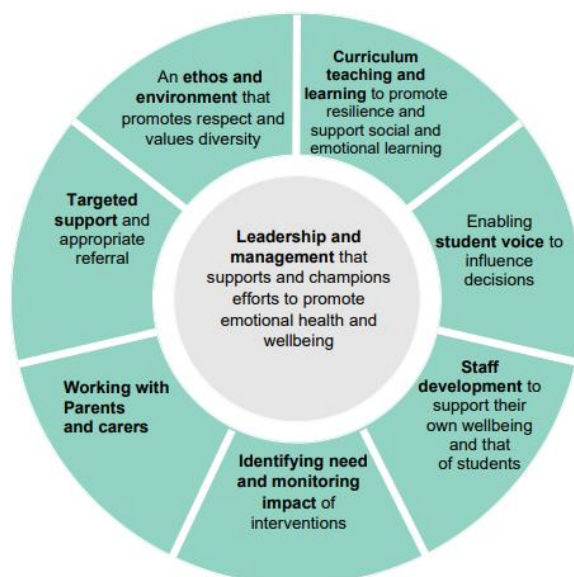 An ethos and
environment that
promotes respect and
values diversity
Curriculum
teaching and
learning to promote
resilience and
support social and
emotional learning
Enabling
student voice to
influence
decisions
Staff
development to
support their
own wellbeing
and that
of students
Identifying need
and monitoring
impact of
interventions
Working with
Parents
and carers
Targeted
support and
appropriate
referral
Leadership and
management that
supports and champions
efforts to promote
emotional health and
wellbeing